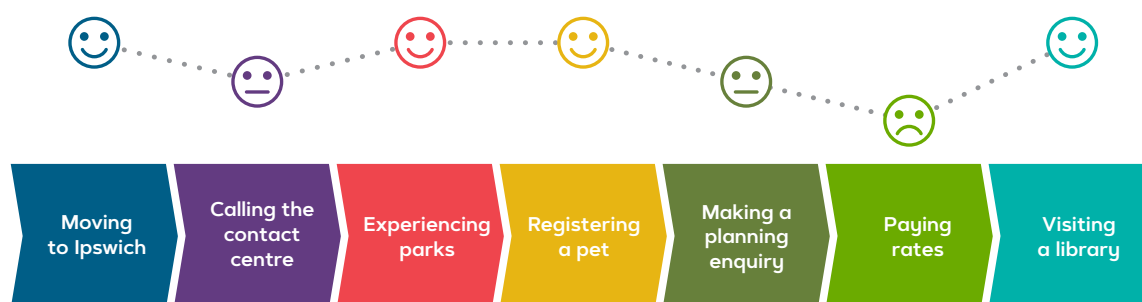 Moving
to Ipswich
Calling the
contact
centre
Experiencing
parks
Registering
a pet
Making a
planning
enquiry
Paying
rates
Visiting
a library